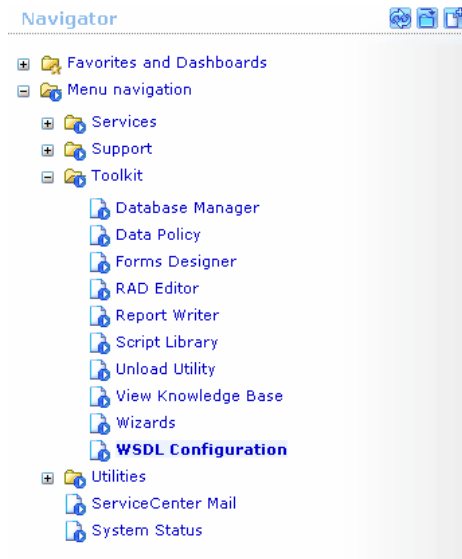 Navigator
Favorites and Dashboards
Menu navigation
Services
Support
Toolkit
Database Manager
Data Policy
Forms Designer
RAD Editor
Report Writer
Script Library
Unload Utility
View Knowledge Base
Wizards
WSDL Configuration
Utilities
ServiceCenter Mail
System Status